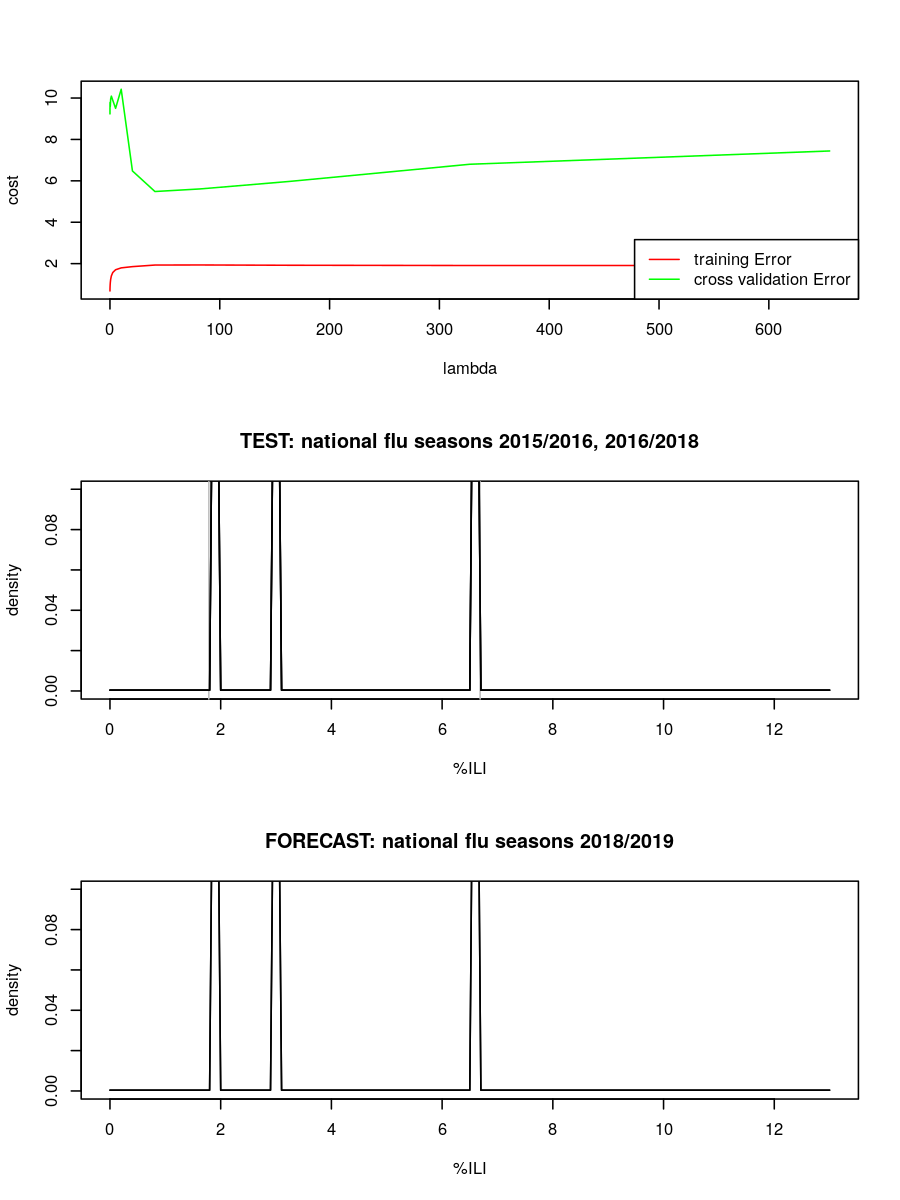 10
8
6
4
2
cost
training Error
cross validation Error
0 100 200 300 400 500 600
lambda
TEST: national flu seasons 2015/2016, 2016/2018
0.08
0.04
0.00
density
0 2 4 6 8 10 12
%ILI
FORECAST: national flu seasons 2018/2019
0.08
0.04
0.00
density
0 2 4 6 8 10 12
%ILI